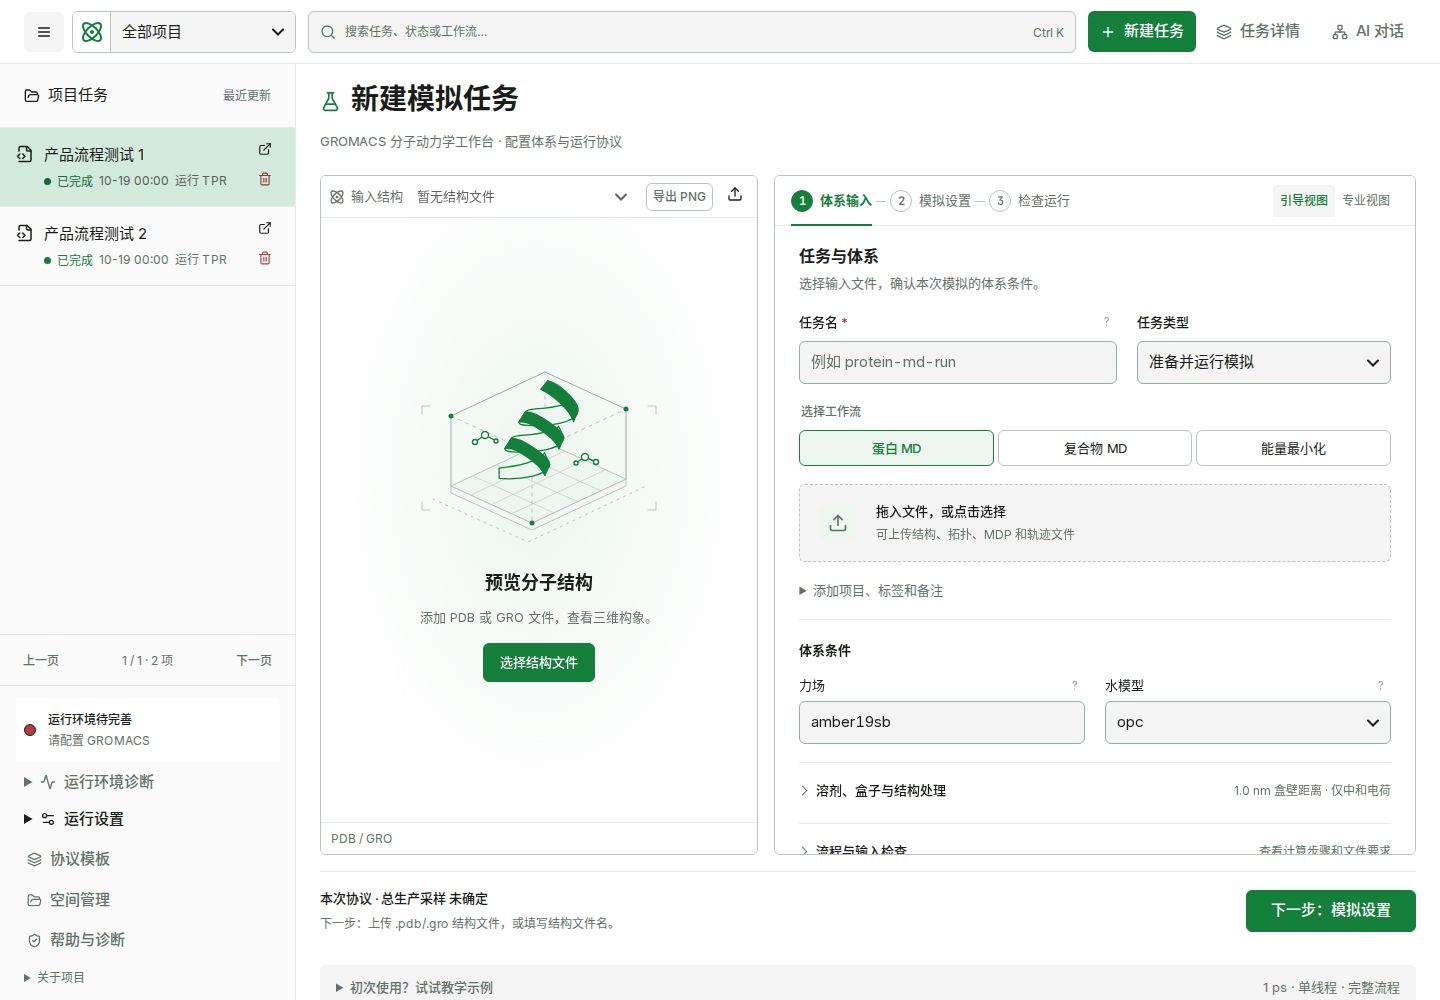 全部项目
搜索任务、状态或工作流...
Ctrl K
新建任务
任务详情
AI 对话
项目任务
最近更新
产品流程测试 1
已完成 10-19 00:00 运行 TPR
产品流程测试 2
已完成 10-19 00:00 运行 TPR
上一页
1 / 1 · 2 项
下一页
运行环境待完善
请配置 GROMACS
运行环境诊断
运行设置
协议模板
空间管理
帮助与诊断
关于项目
新建模拟任务
GROMACS 分子动力学工作台 · 配置体系与运行协议
输入结构
暂无结构文件
导出 PNG
预览分子结构
添加 PDB 或 GRO 文件，查看三维构象。
选择结构文件
PDB / GRO
1 体系输入
2 模拟设置
3 检查运行
引导视图
专业视图
任务与体系
选择输入文件，确认本次模拟的体系条件。
任务名 *
?
任务类型
例如 protein-md-run
准备并运行模拟
选择工作流
蛋白 MD
复合物 MD
能量最小化
拖入文件，或点击选择
可上传结构、拓扑、MDP 和轨迹文件
添加项目、标签和备注
体系条件
力场
?
水模型
?
amber19sb
opc
溶剂、盒子与结构处理
1.0 nm 盒壁距离 · 仅中和电荷
流程与输入检查
查看计算步骤和文件要求
本次协议 · 总生产采样 未确定
下一步：上传 .pdb/.gro 结构文件，或填写结构文件名。
下一步：模拟设置
初次使用？试试教学示例
1 ps · 单线程 · 完整流程